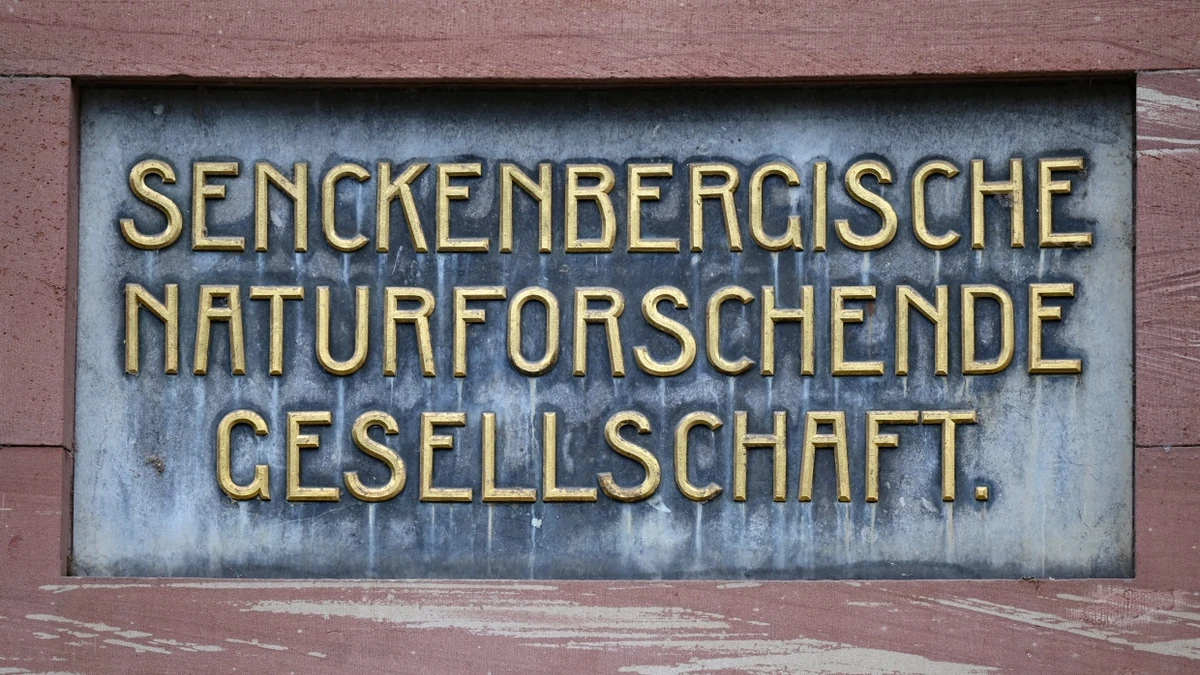 SENCKENBERGISCHE
NATURFORSCHENDE
GESELLSCHAFT.